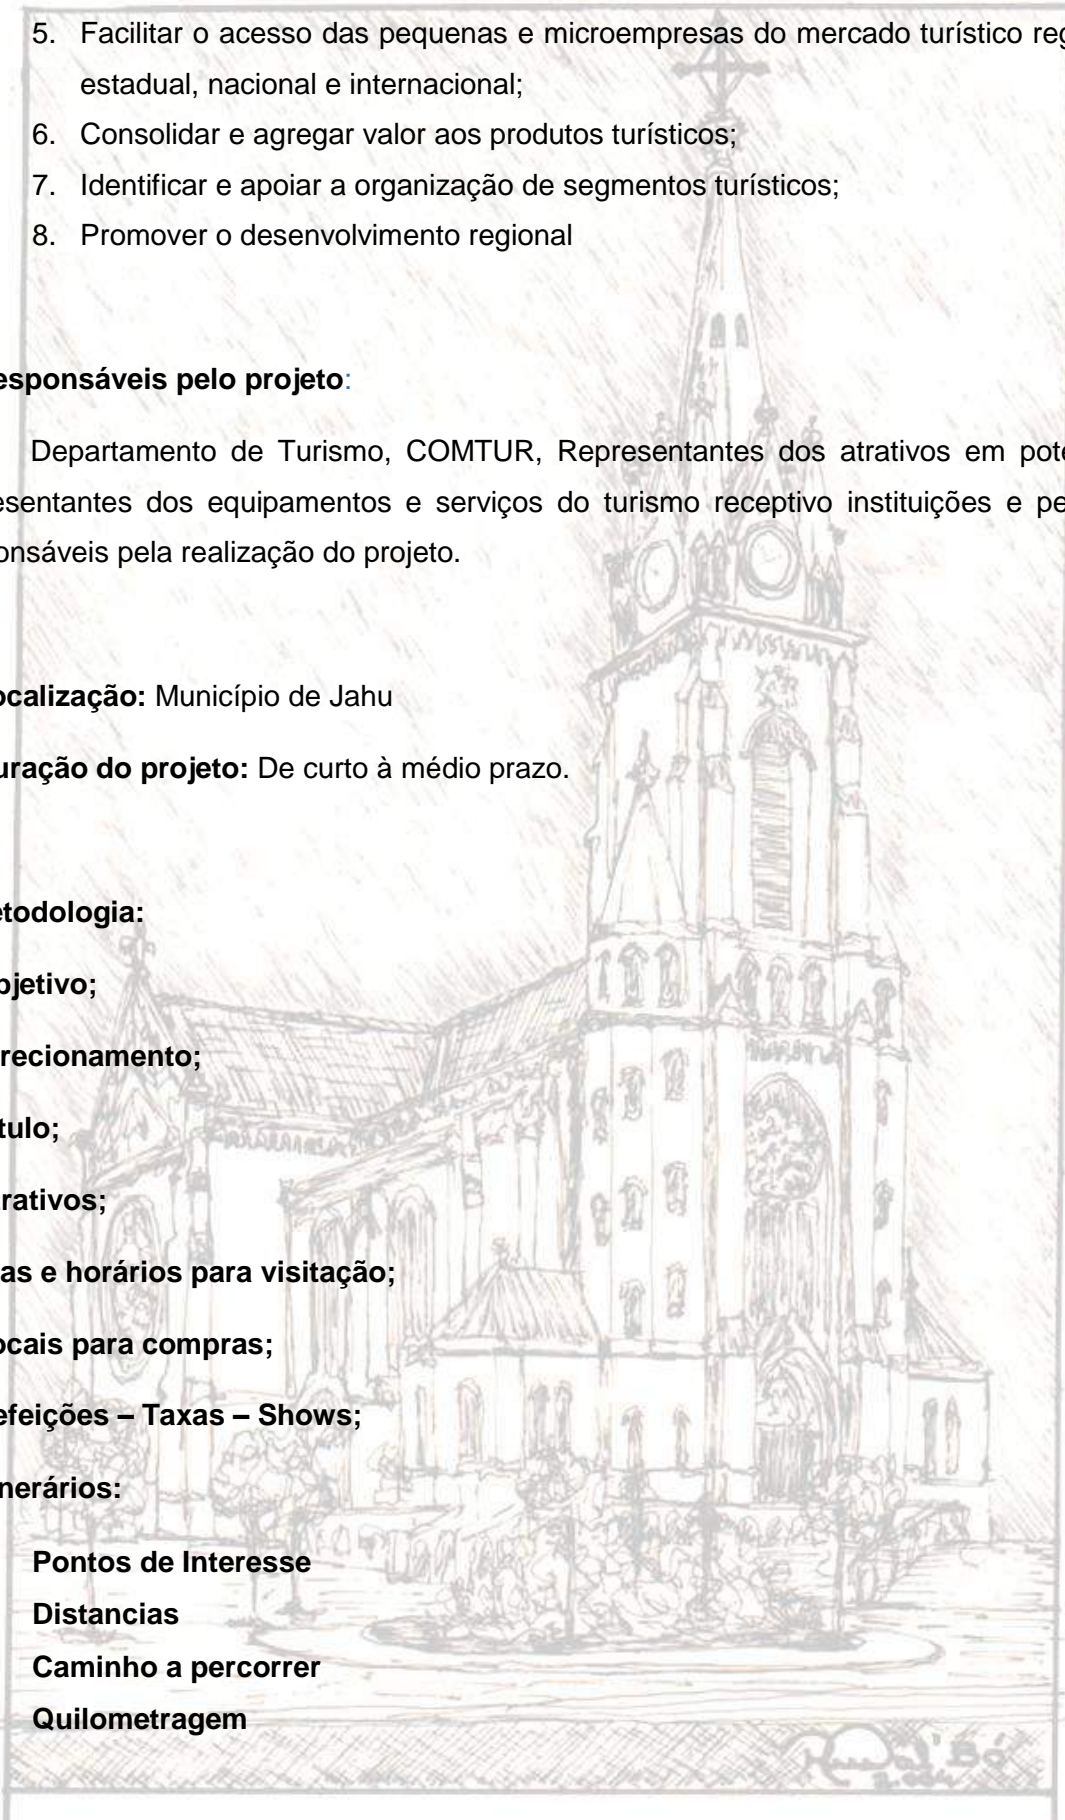 5. Facilitar o acesso das pequenas e microempresas do mercado turístico reg
estadual, nacional e internacional;
6. Consolidar e agregar valor aos produtos turísticos;
7. Identificar e apoiar a organização de segmentos turísticos;
8. Promover o desenvolvimento regional
esponsáveis pelo projeto:
Departamento de Turismo, COMTUR, Representantes dos atrativos em pote
esentantes dos equipamentos e serviços do turismo receptivo instituições e pe
onsáveis pela realização do projeto.
ocalização: Município de Jahu
uração do projeto: De curto à médio prazo.
etodologia:
bjetivo;
recionamento;
tulo;
rativos;
as e horários para visitação;
ocais para compras;
efeições – Taxas – Shows;
nerários:
Pontos de Interesse
Distancias
Caminho a percorrer
Quilometragem